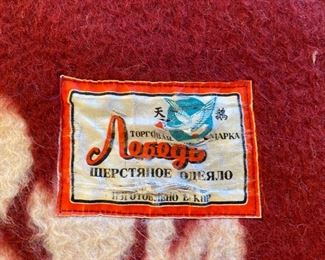 天 鹅
ТОРГОВАЯ МАРКА
Лебедь
ШЕРСТЯНОЕ ОДЕЯЛО
ИЗГОТОВЛЕНО В КНР